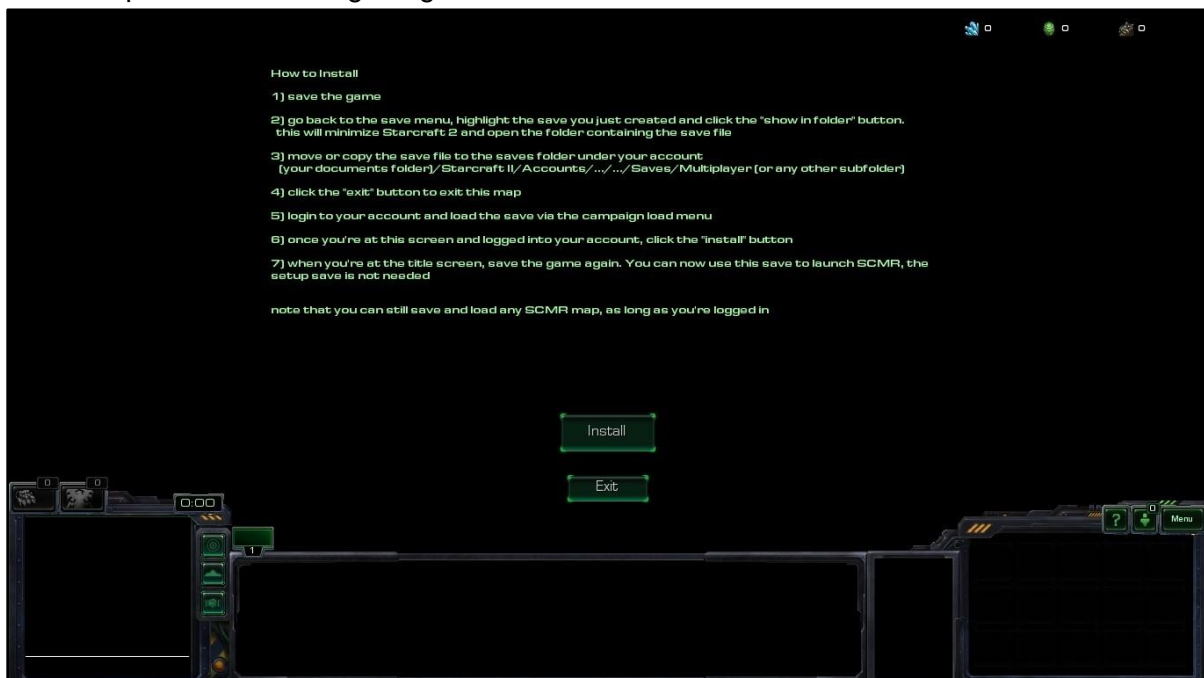 0 0 0
How to Install
1) save the game
2) go back to the save menu, highlight the save you just created and click the "show in folder" button.
this will minimize Starcraft 2 and open the folder containing the save file
3) move or copy the save file to the saves folder under your account
(your documents folder)/Starcraft II/Accounts/.../.../Saves/Multiplayer (or any other subfolder)
4) click the "exit" button to exit this map
5) login to your account and load the save via the campaign load menu
6) once you're at this screen and logged into your account, click the "install" button
7) when you're at the title screen, save the game again. You can now use this save to launch SCMR, the
setup save is not needed
note that you can still save and load any SCMR map, as long as you're logged in
Install
Exit
0 0
0:00
1
? 0 Menu